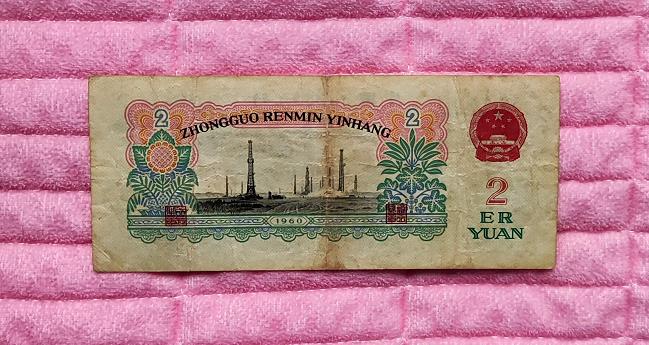 2
ZHONGGUO RENMIN YINHANG
2
1960
2
ER
YUAN